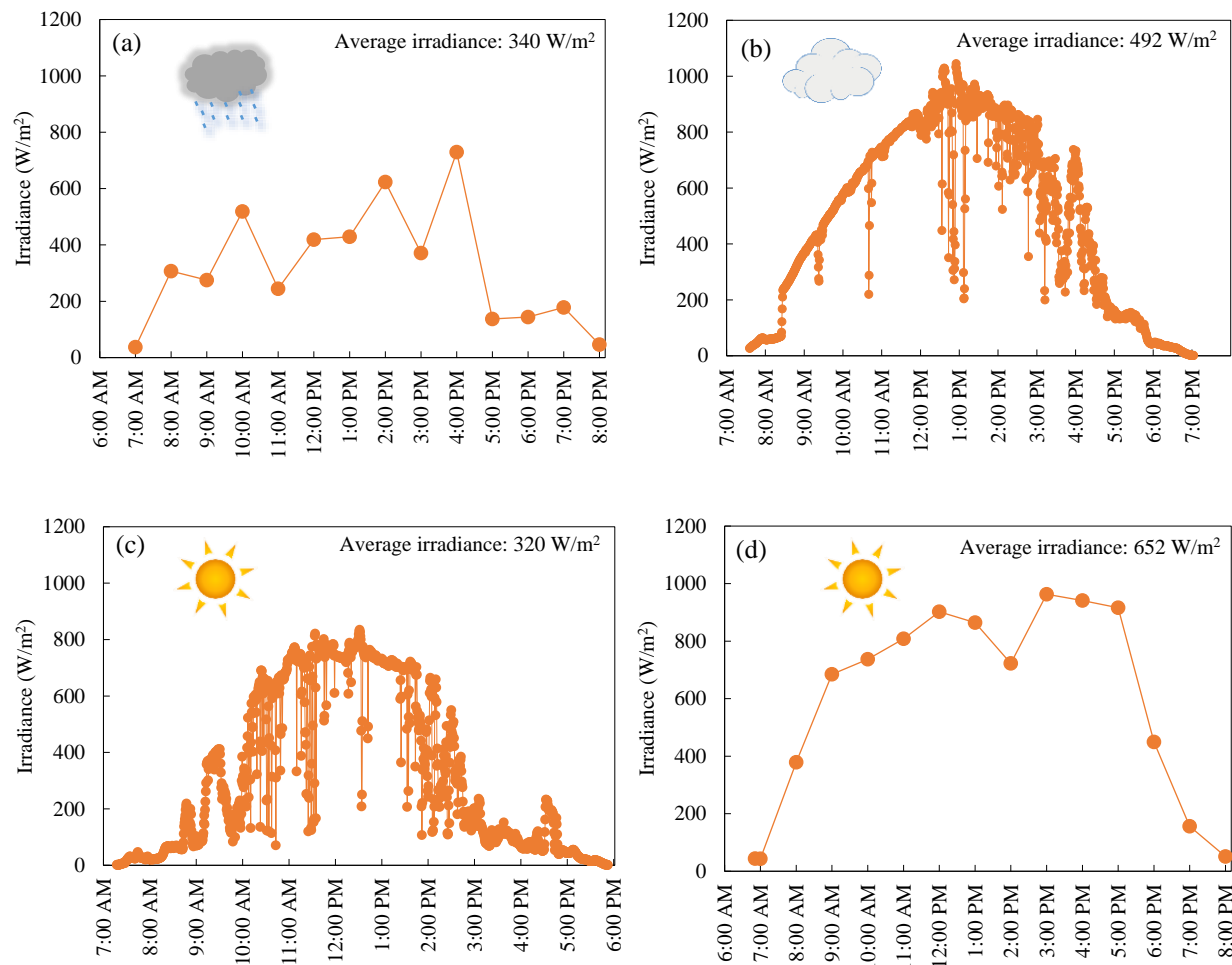 (a)
Average irradiance: 340 W/m²
Irradiance (W/m²)
1200
1000
800
600
400
200
0
6:00 AM
7:00 AM
8:00 AM
9:00 AM
10:00 AM
11:00 AM
12:00 PM
1:00 PM
2:00 PM
3:00 PM
4:00 PM
5:00 PM
6:00 PM
7:00 PM
8:00 PM
(b)
Average irradiance: 492 W/m²
Irradiance (W/m²)
1200
1000
800
600
400
200
0
7:00 AM
8:00 AM
9:00 AM
10:00 AM
11:00 AM
12:00 PM
1:00 PM
2:00 PM
3:00 PM
4:00 PM
5:00 PM
6:00 PM
7:00 PM
(c)
Average irradiance: 320 W/m²
Irradiance (W/m²)
1200
1000
800
600
400
200
0
7:00 AM
8:00 AM
9:00 AM
10:00 AM
11:00 AM
12:00 PM
1:00 PM
2:00 PM
3:00 PM
4:00 PM
5:00 PM
6:00 PM
(d)
Average irradiance: 652 W/m²
Irradiance (W/m²)
1200
1000
800
600
400
200
0
6:00 AM
7:00 AM
8:00 AM
9:00 AM
10:00 AM
11:00 AM
12:00 PM
1:00 PM
2:00 PM
3:00 PM
4:00 PM
5:00 PM
6:00 PM
7:00 PM
8:00 PM